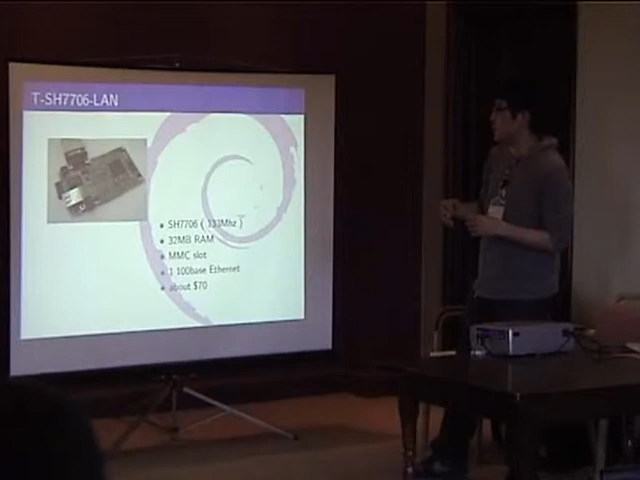 T-SH7706-LAN
SH7706 ( 133Mhz )
32MB RAM
MMC slot
1 100base Ethernet
about $70